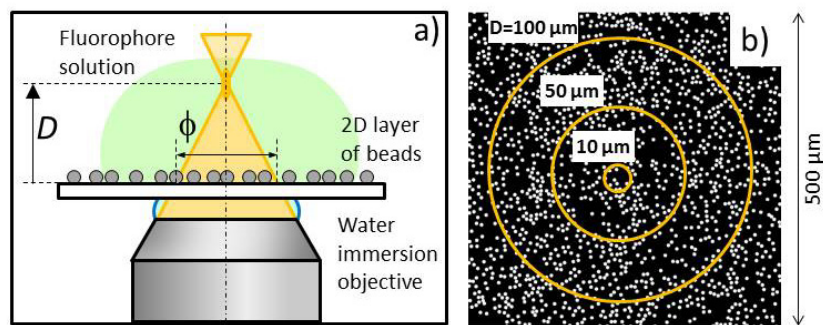 a)
Fluorophore
solution
D
ϕ
2D layer
of beads
Water
immersion
objective
b)
D=100 µm
50 µm
10 µm
500 µm